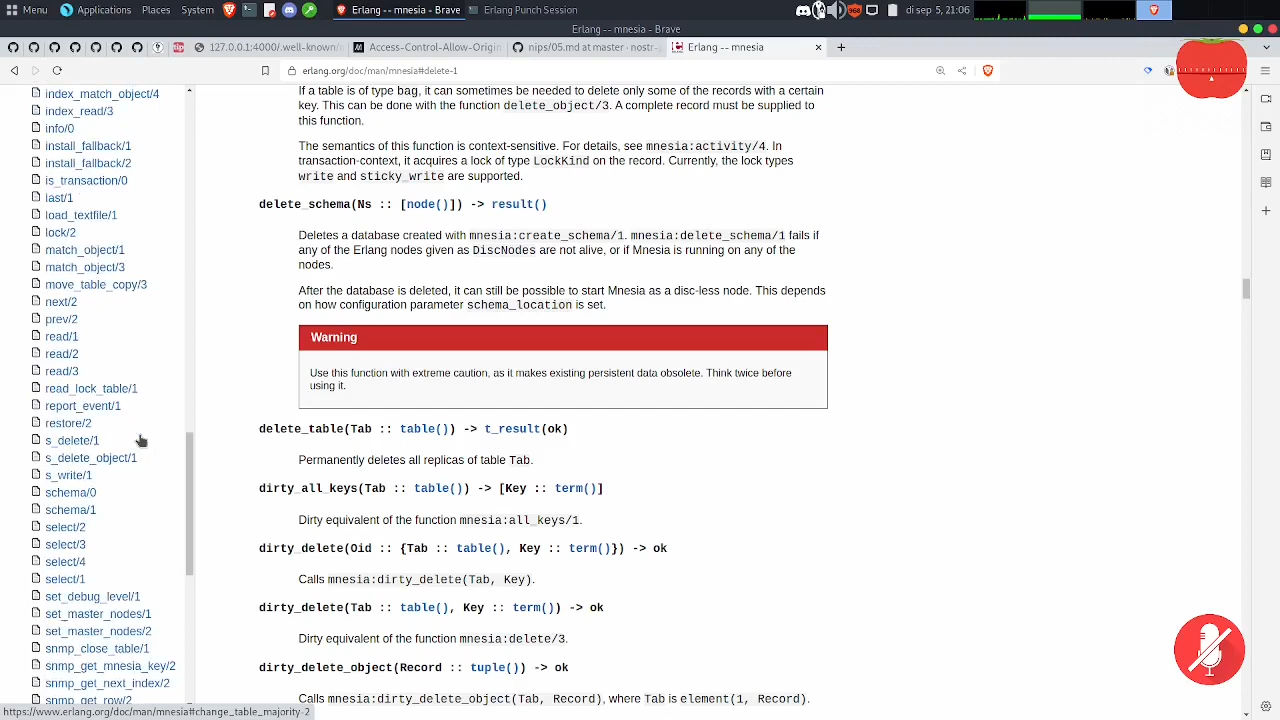 Menu
Applications
Places
System
Erlang -- mnesia - Brave
Erlang Punch Session
968
di sep 5, 21:06
Erlang -- mnesia - Brave
tip
127.0.0.1:4000/.well-known/
Access-Control-Allow-Origin
nips/05.md at master · nostr-
Erlang -- mnesia
erlang.org/doc/man/mnesia#delete-1
index_match_object/4
index_read/3
info/0
install_fallback/1
install_fallback/2
is_transaction/0
last/1
load_textfile/1
lock/2
match_object/1
match_object/3
move_table_copy/3
next/2
prev/2
read/1
read/2
read/3
read_lock_table/1
report_event/1
restore/2
s_delete/1
s_delete_object/1
s_write/1
schema/0
schema/1
select/2
select/3
select/4
select/1
set_debug_level/1
set_master_nodes/1
set_master_nodes/2
snmp_close_table/1
snmp_get_mnesia_key/2
snmp_get_next_index/2
snmp_get_row/2
https://www.erlang.org/doc/man/mnesia#change_table_majority-2
If a table is of type bag, it can sometimes be needed to delete only some of the records with a certain
key. This can be done with the function delete_object/3. A complete record must be supplied to
this function.
The semantics of this function is context-sensitive. For details, see mnesia:activity/4. In
transaction-context, it acquires a lock of type LockKind on the record. Currently, the lock types
write and sticky_write are supported.
delete_schema(Ns :: [node()]) -> result()
Deletes a database created with mnesia:create_schema/1. mnesia:delete_schema/1 fails if
any of the Erlang nodes given as DiscNodes are not alive, or if Mnesia is running on any of the
nodes.
After the database is deleted, it can still be possible to start Mnesia as a disc-less node. This depends
on how configuration parameter schema_location is set.
Warning
Use this function with extreme caution, as it makes existing persistent data obsolete. Think twice before
using it.
delete_table(Tab :: table()) -> t_result(ok)
Permanently deletes all replicas of table Tab.
dirty_all_keys(Tab :: table()) -> [Key :: term()]
Dirty equivalent of the function mnesia:all_keys/1.
dirty_delete(Oid :: {Tab :: table(), Key :: term()}) -> ok
Calls mnesia:dirty_delete(Tab, Key).
dirty_delete(Tab :: table(), Key :: term()) -> ok
Dirty equivalent of the function mnesia:delete/3.
dirty_delete_object(Record :: tuple()) -> ok
Calls mnesia:dirty_delete_object(Tab, Record), where Tab is element(1, Record).